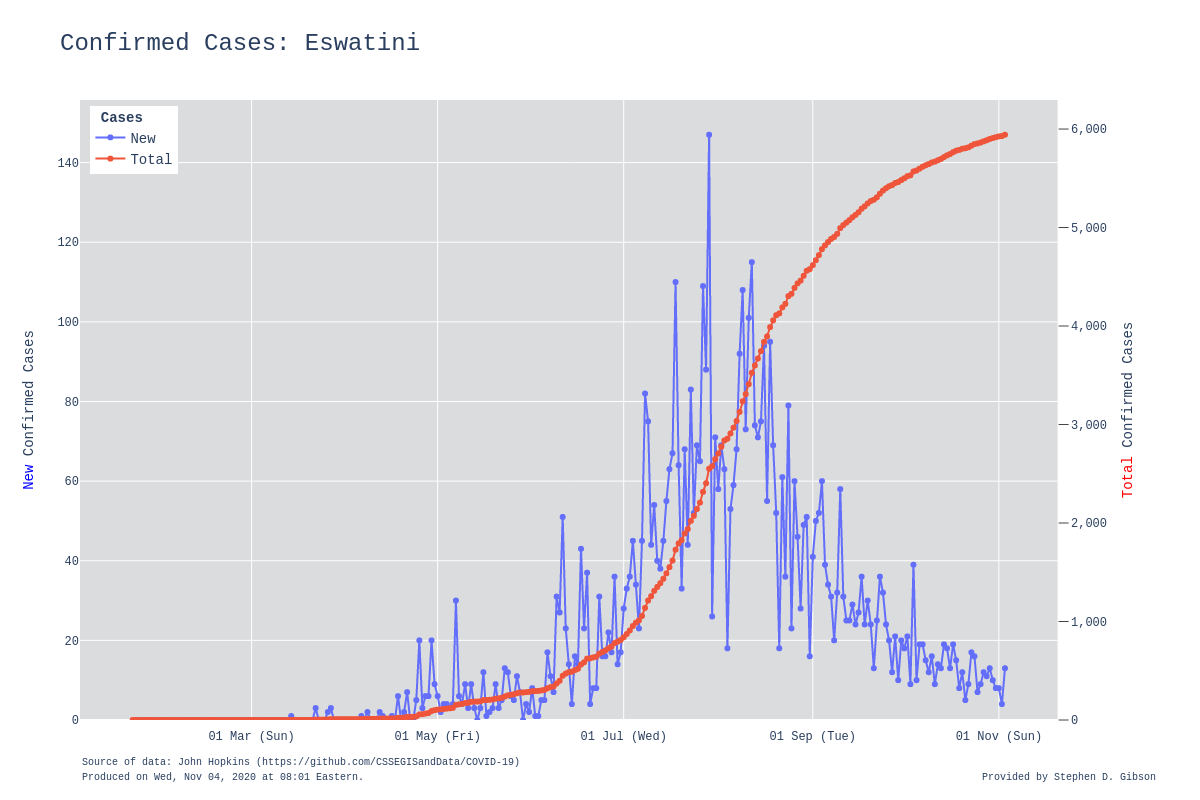 Confirmed Cases: Eswatini
Cases
New
Total
140
120
100
80
60
40
20
0
6,000
5,000
4,000
3,000
2,000
1,000
0
New Confirmed Cases
Total Confirmed Cases
01 Mar (Sun) 01 May (Fri) 01 Jul (Wed) 01 Sep (Tue) 01 Nov (Sun)
Source of data: John Hopkins (https://github.com/CSSEGISandData/COVID-19)
Produced on Wed, Nov 04, 2020 at 08:01 Eastern.
Provided by Stephen D. Gibson